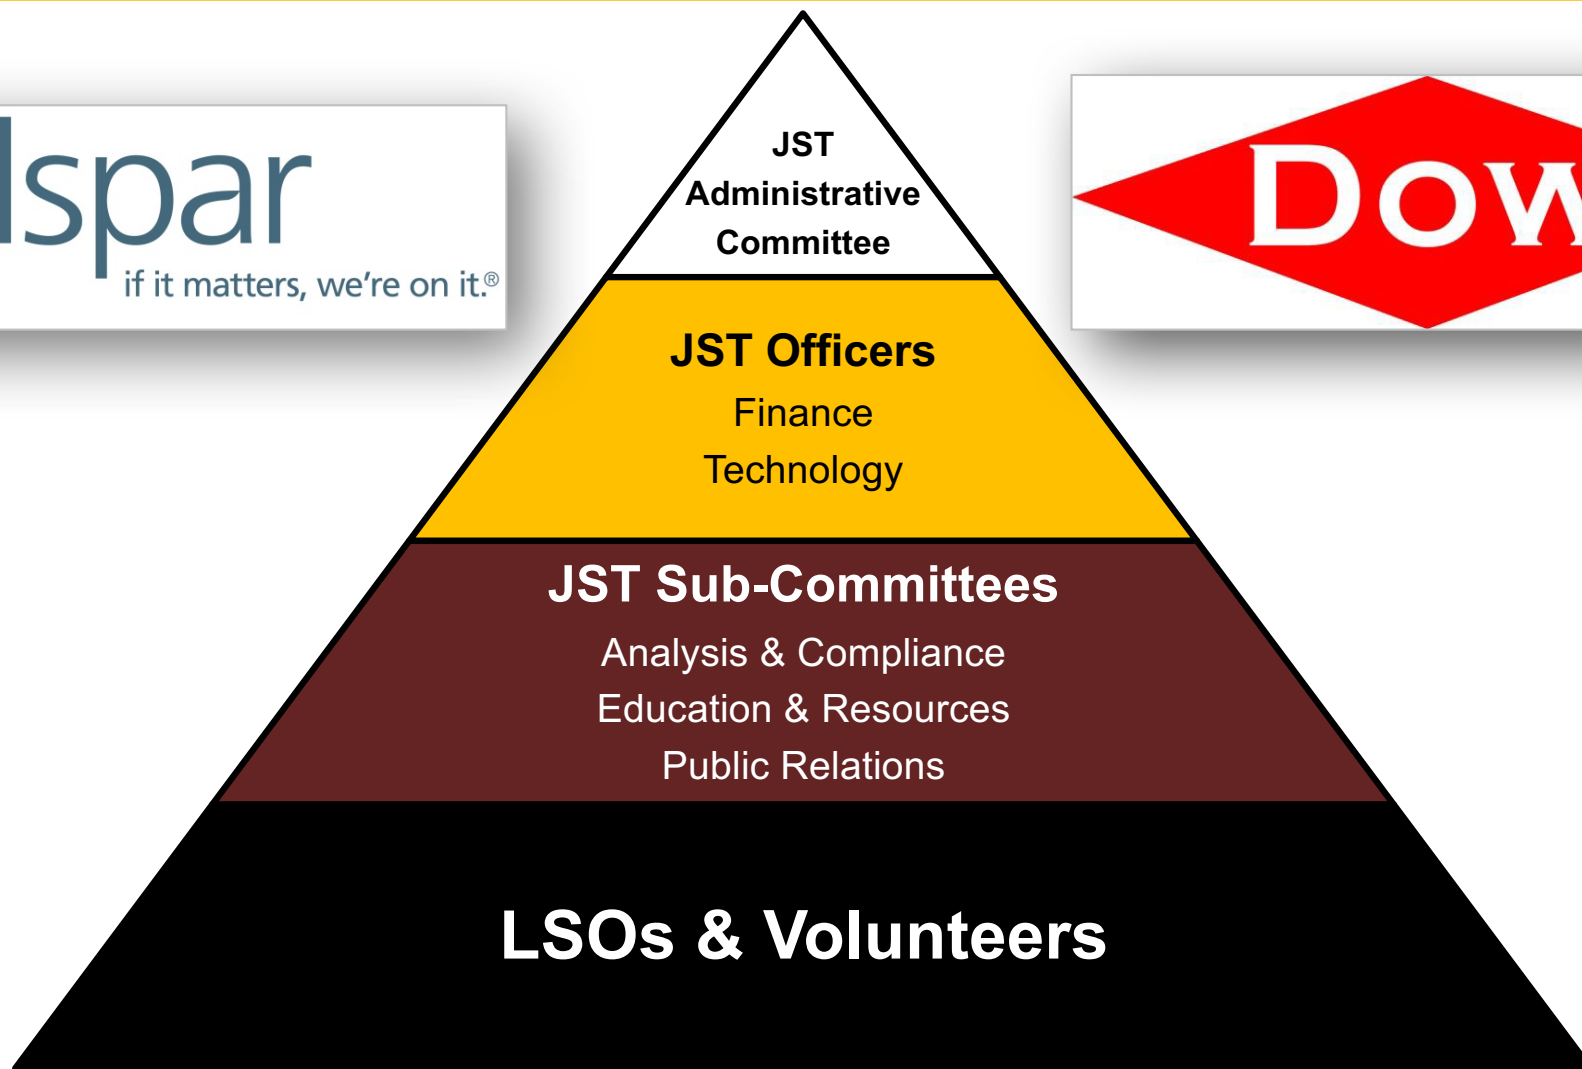 lspar
if it matters, we're on it.®
Dow
JST
Administrative
Committee
JST Officers
Finance
Technology
JST Sub-Committees
Analysis & Compliance
Education & Resources
Public Relations
LSOs & Volunteers